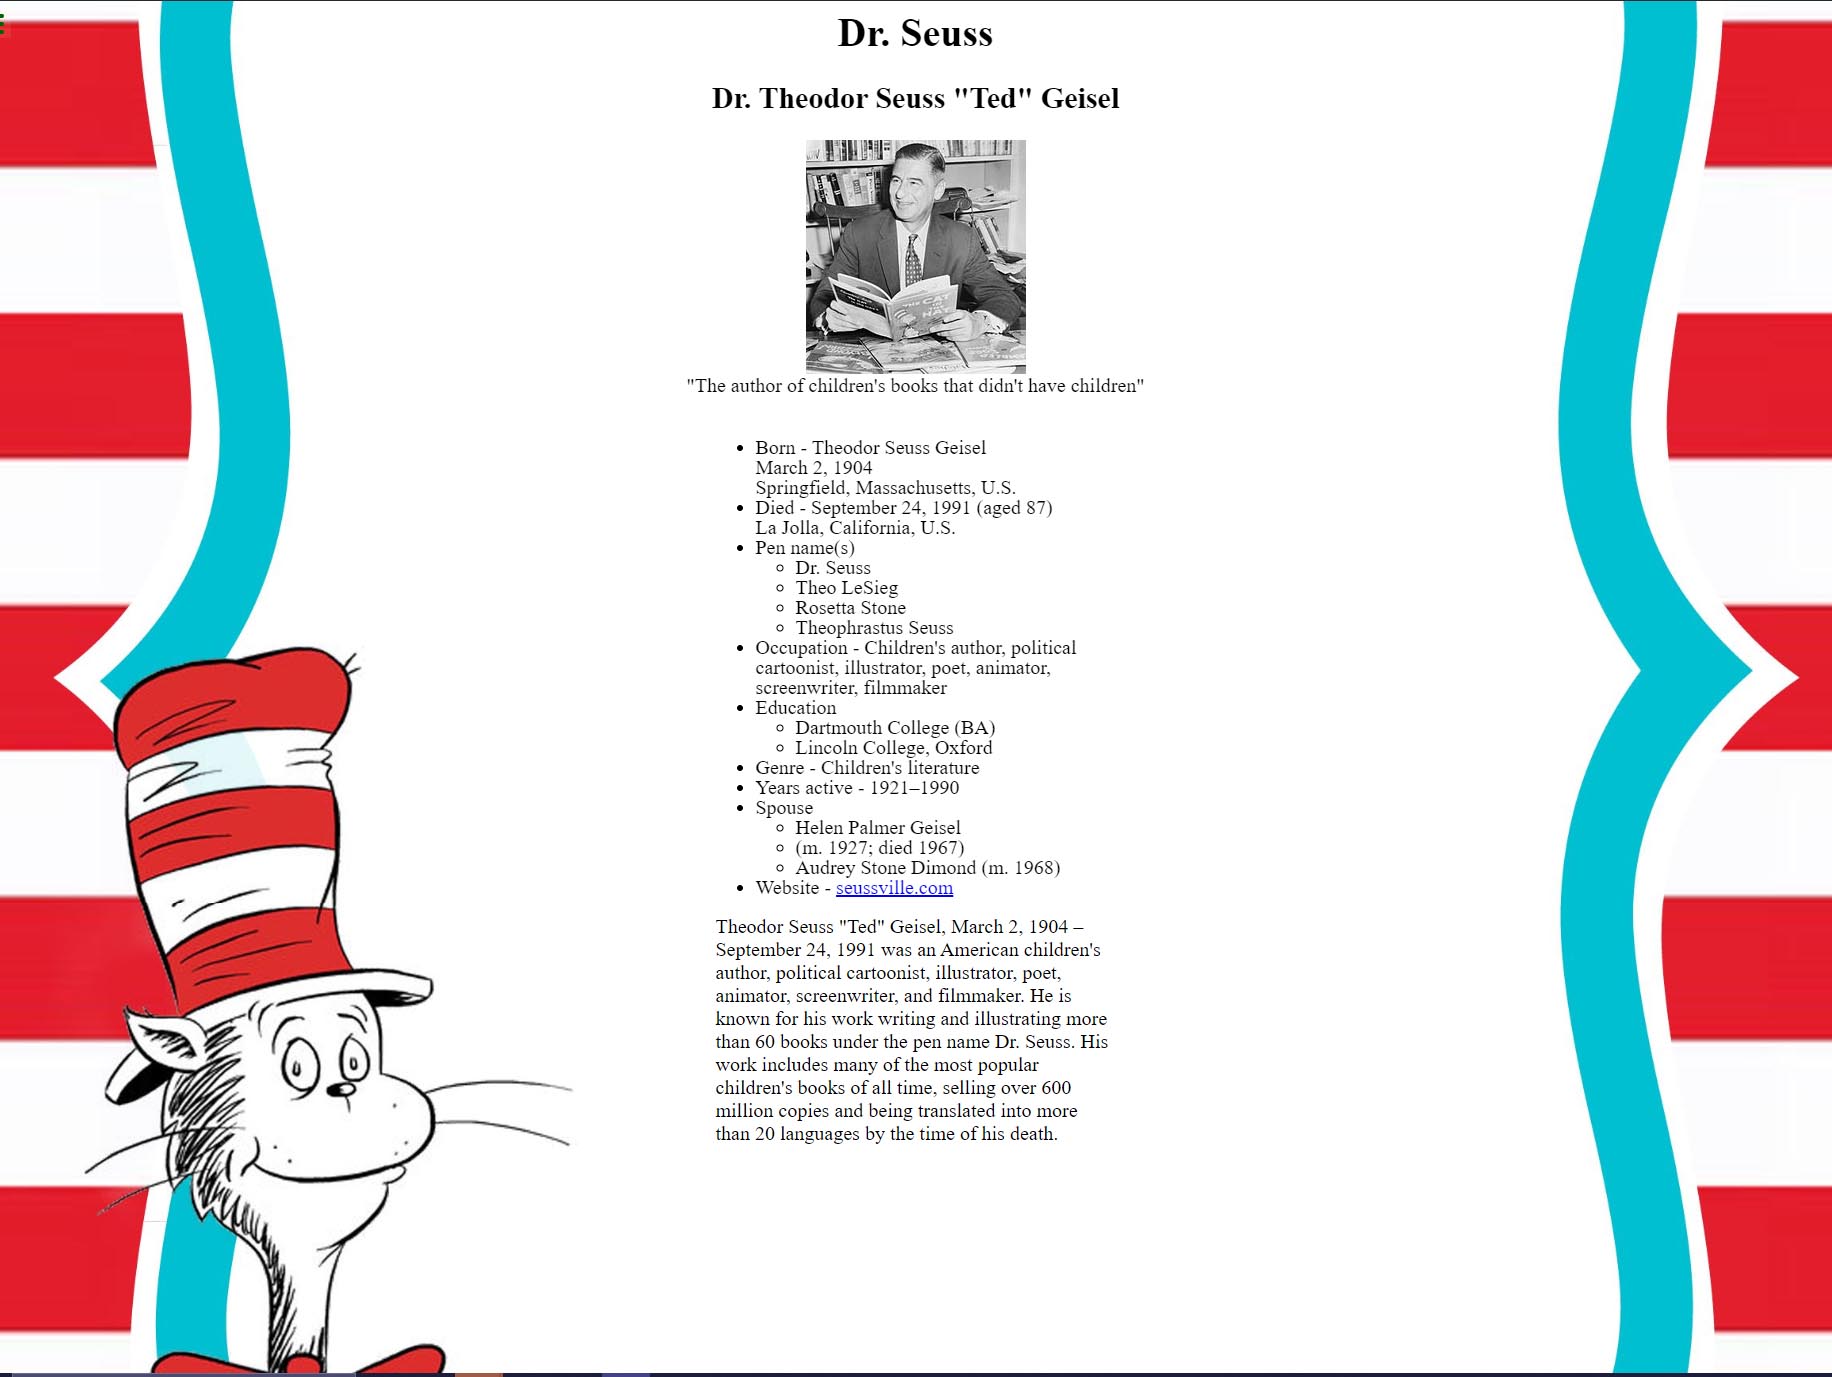 Dr. Seuss
Dr. Theodor Seuss "Ted" Geisel
THE CAT
IN
THE
HAT
"The author of children's books that didn't have children"
Born - Theodor Seuss Geisel
March 2, 1904
Springfield, Massachusetts, U.S.
Died - September 24, 1991 (aged 87)
La Jolla, California, U.S.
Pen name(s)
Dr. Seuss
Theo LeSieg
Rosetta Stone
Theophrastus Seuss
Occupation - Children's author, political
cartoonist, illustrator, poet, animator,
screenwriter, filmmaker
Education
Dartmouth College (BA)
Lincoln College, Oxford
Genre - Children's literature
Years active - 1921–1990
Spouse
Helen Palmer Geisel
(m. 1927; died 1967)
Audrey Stone Dimond (m. 1968)
Website - seussville.com
Theodor Seuss "Ted" Geisel, March 2, 1904 –
September 24, 1991 was an American children's
author, political cartoonist, illustrator, poet,
animator, screenwriter, and filmmaker. He is
known for his work writing and illustrating more
than 60 books under the pen name Dr. Seuss. His
work includes many of the most popular
children's books of all time, selling over 600
million copies and being translated into more
than 20 languages by the time of his death.